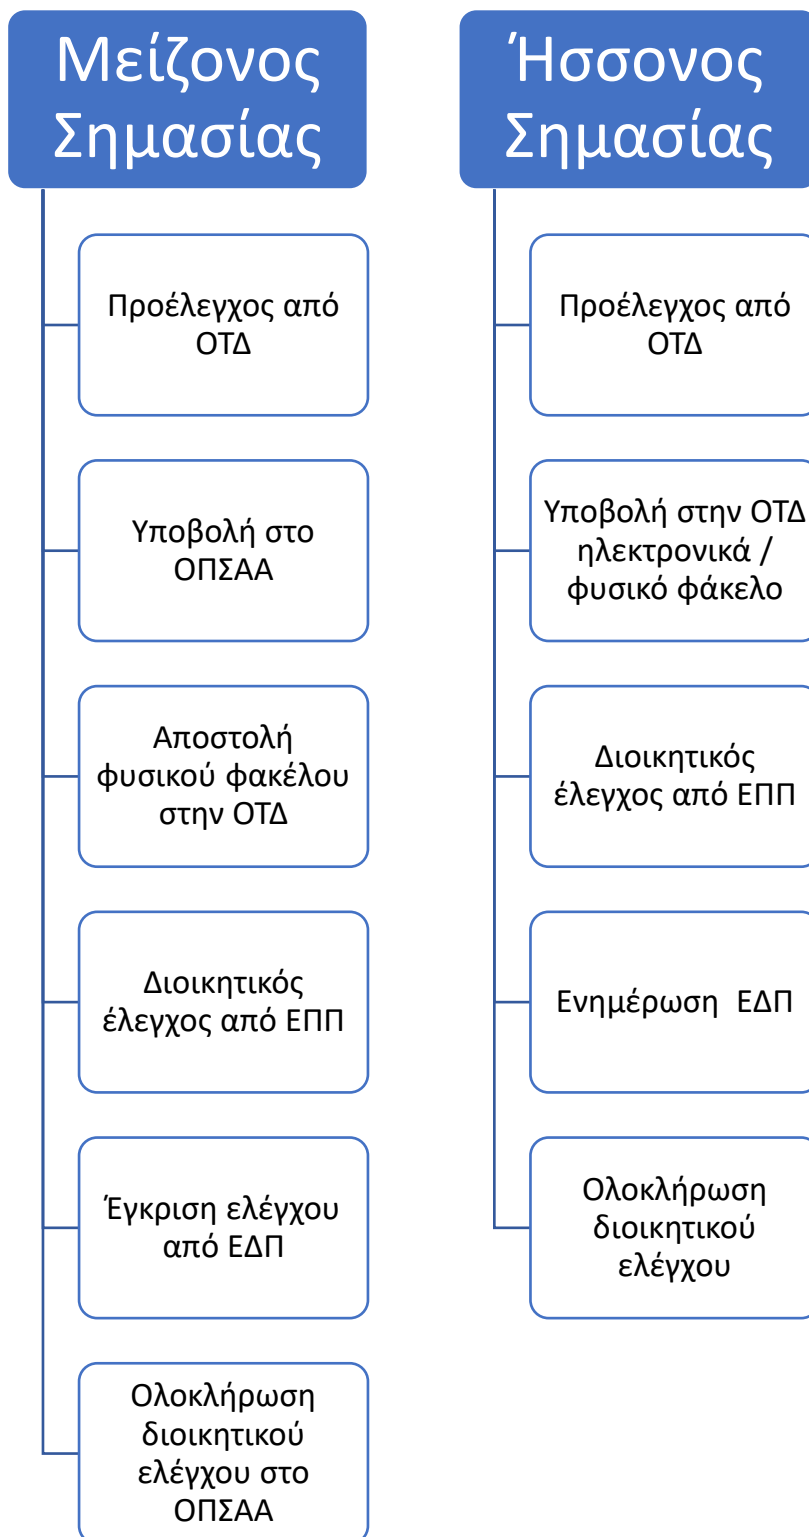 Μείζονος
Σημασίας
Προέλεγχος από
ΟΤΔ
Υποβολή στο
ΟΠΣΑΑ
Αποστολή
φυσικού φακέλου
στην ΟΤΔ
Διοικητικός
έλεγχος από ΕΠΠ
Έγκριση ελέγχου
από ΕΔΠ
Ολοκλήρωση
διοικητικού
ελέγχου στο
ΟΠΣΑΑ
Ήσσονος
Σημασίας
Προέλεγχος από
ΟΤΔ
Υποβολή στην ΟΤΔ
ηλεκτρονικά /
φυσικό φάκελο
Διοικητικός
έλεγχος από ΕΠΠ
Ενημέρωση  ΕΔΠ
Ολοκλήρωση
διοικητικού
ελέγχου